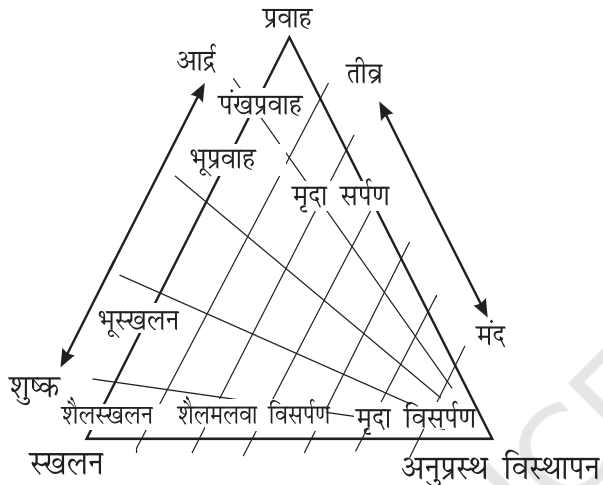 प्रवाह
आर्द्र
तीव्र
पंखप्रवाह
भूप्रवाह
मृदा सर्पण
भूस्खलन
मंद
शुष्क
शैलस्खलन शैलमलवा विसर्पण मृदा विसर्पण
स्खलन अनुप्रस्थ विस्थापन